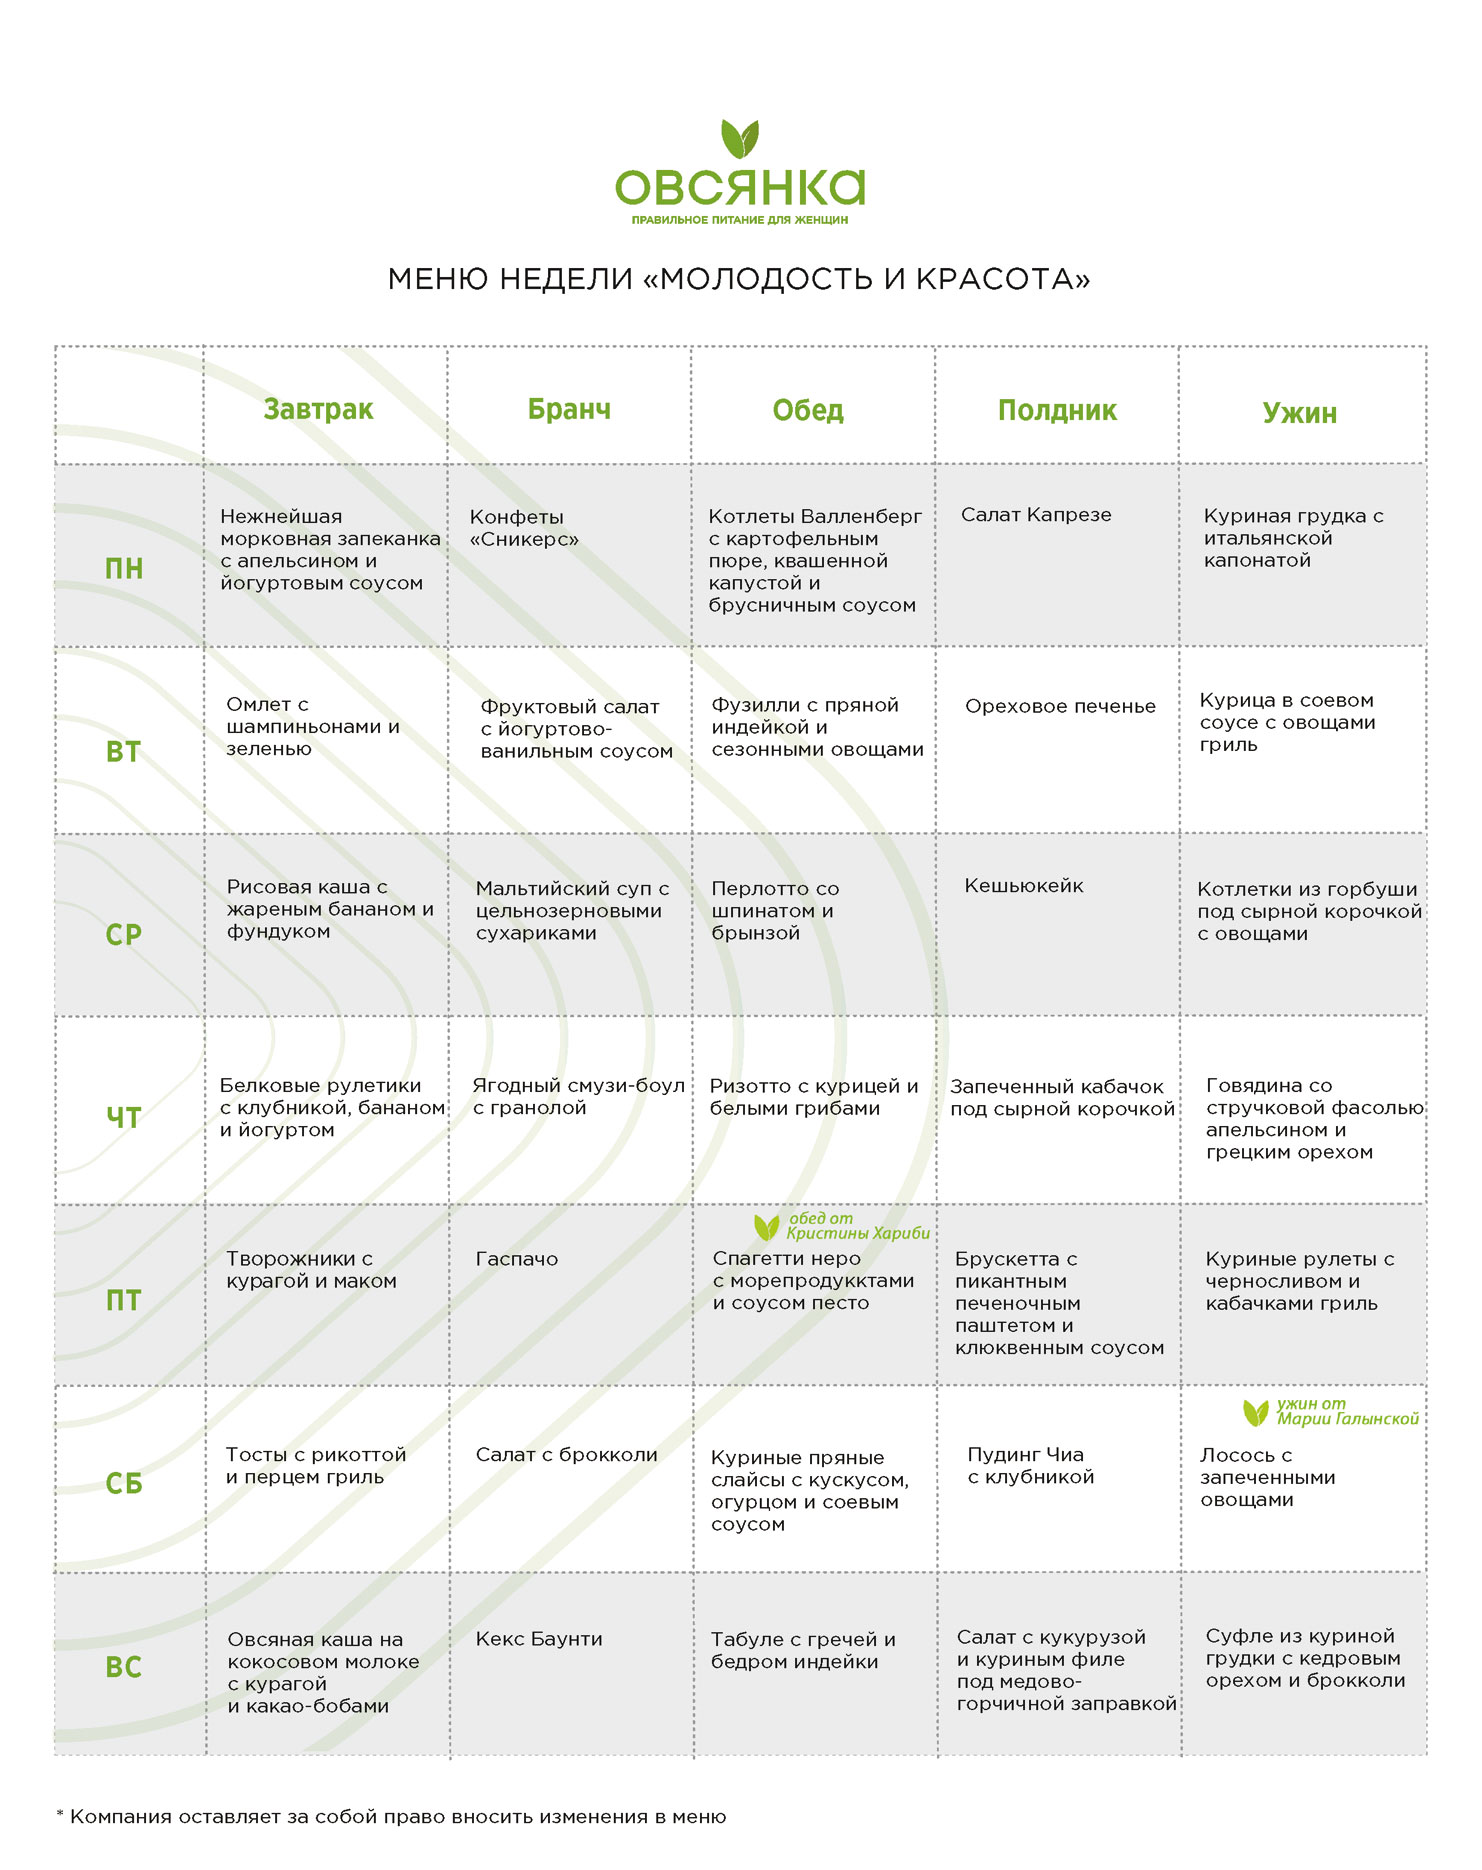 ОВСЯНКА
ПРАВИЛЬНОЕ ПИТАНИЕ ДЛЯ ЖЕНЩИН
МЕНЮ НЕДЕЛИ «МОЛОДОСТЬ И КРАСОТА»
Завтрак
Бранч
Обед
Полдник
Ужин
ПН
Нежнейшая
морковная запеканка
с апельсином и
йогуртовым соусом
Конфеты
«Сникерс»
Котлеты Валленберг
с картофельным
пюре, квашенной
капустой и
брусничным соусом
Салат Капрезе
Куриная грудка с
итальянской
капонатой
ВТ
Омлет с
шампиньонами и
зеленью
Фруктовый салат
с йогуртово-
ванильным соусом
Фузилли с пряной
индейкой и
сезонными овощами
Ореховое печенье
Курица в соевом
соусе с овощами
гриль
СР
Рисовая каша с
жареным бананом и
фундуком
Мальтийский суп с
цельнозерновыми
сухариками
Перлотто со
шпинатом и
брынзой
Кешьюкейк
Котлетки из горбуши
под сырной корочкой
с овощами
ЧТ
Белковые рулетики
с клубникой, бананом
и йогуртом
Ягодный смузи-боул
с гранолой
Ризотто с курицей и
белыми грибами
Запеченный кабачок
под сырной корочкой
Говядина со
стручковой фасолью
апельсином и
грецким орехом
ПТ
Творожники с
курагой и маком
Гаспачо
обед от
Кристины Хариби
Спагетти неро
с морепродукктами
и соусом песто
Брускетта с
пикантным
печеночным
паштетом и
клюквенным соусом
Куриные рулеты с
черносливом и
кабачками гриль
СБ
Тосты с рикоттой
и перцем гриль
Салат с брокколи
Куриные пряные
слайсы с кускусом,
огурцом и соевым
соусом
Пудинг Чиа
с клубникой
ужин от
Марии Галынской
Лосось с
запеченными
овощами
ВС
Овсяная каша на
кокосовом молоке
с курагой
и какао-бобами
Кекс Баунти
Табуле с гречей и
бедром индейки
Салат с кукурузой
и куриным филе
под медово-
горчичной заправкой
Суфле из куриной
грудки с кедровым
орехом и брокколи
* Компания оставляет за собой право вносить изменения в меню